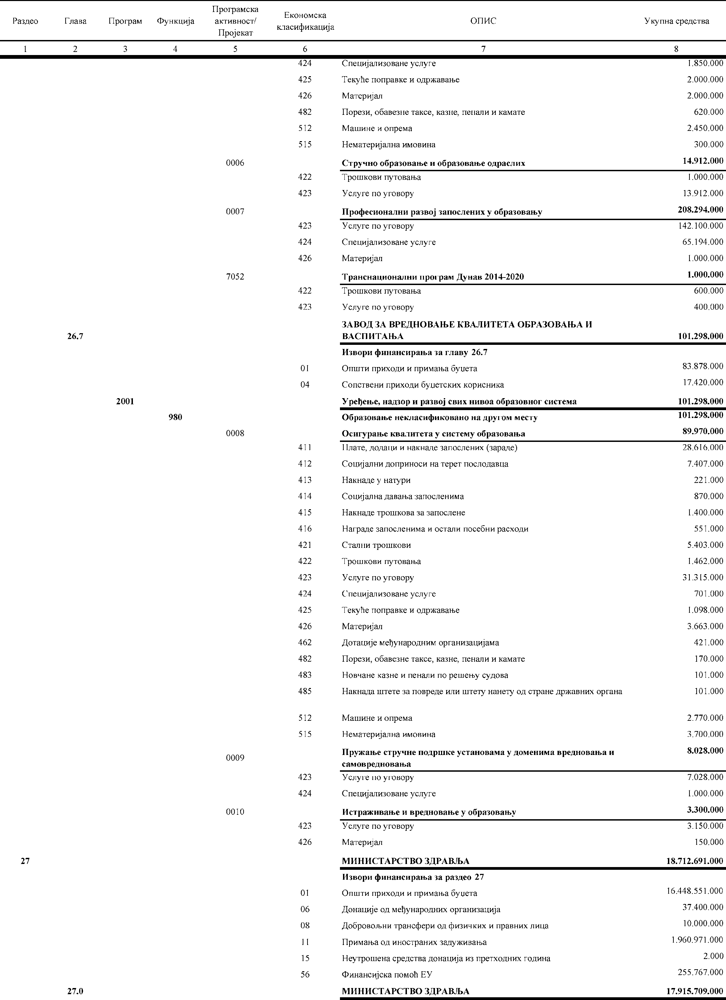 Раздео Глава Програм Функција Програмска активност/ Пројекат Економска класификација ОПИС Укупна средства
1 2 3 4 5 6 7 8
424 Специјализоване услуге 1.850.000
425 Текуће поправке и одржавање 2.000.000
426 Материјал 2.000.000
482 Порези, обавезне таксе, казне, пенали и камате 620.000
512 Машине и опрема 2.450.000
515 Нематеријална имовина 300.000
0006 Стручно образовање и образовање одраслих 14.912.000
422 Трошкови путовања 1.000.000
423 Услуге по уговору 13.912.000
0007 Професионални развој запослених у образовању 208.294.000
423 Услуге по уговору 142.100.000
424 Специјализоване услуге 65.194.000
426 Материјал 1.000.000
7052 Транснационални програм Дунав 2014-2020 1.000.000
422 Трошкови путовања 600.000
423 Услуге по уговору 400.000
ЗАВОД ЗА ВРЕДНОВАЊЕ КВАЛИТЕТА ОБРАЗОВАЊА И
26.7 ВАСПИТАЊА 101.298.000
Извори финансирања за главу 26.7
01 Општи приходи и примања буџета 83.878.000
04 Сопствени приходи буџетских корисника 17.420.000
2001 Уређење, надзор и развој свих нивоа образовног система 101.298.000
980 Образовање некласификовано на другом месту 101.298.000
0008 Осигурање квалитета у систему образовања 89.970.000
411 Плате, додаци и накнаде запослених (зараде) 28.616.000
412 Социјални доприноси на терет послодавца 7.407.000
413 Накнаде у натури 221.000
414 Социјална давања запосленима 870.000
415 Накнаде трошкова за запослене 1.400.000
416 Награде запосленима и остали посебни расходи 551.000
421 Стални трошкови 5.403.000
422 Трошкови путовања 1.462.000
423 Услуге по уговору 31.315.000
424 Специјализоване услуге 701.000
425 Текуће поправке и одржавање 1.098.000
426 Материјал 3.663.000
462 Дотације међународним организацијама 421.000
482 Порези, обавезне таксе, казне, пенали и камате 170.000
483 Новчане казне и пенали по решењу судова 101.000
485 Накнада штете за повреде или штету нанету од стране државних органа 101.000
512 Машине и опрема 2.770.000
515 Нематеријална имовина 3.700.000
0009 Пружање стручне подршке установама у доменима вредновања и 8.028.000
самовредновања
423 Услуге по уговору 7.028.000
424 Специјализоване услуге 1.000.000
0010 Истраживање и вредновање у образовању 3.300.000
423 Услуге по уговору 3.150.000
426 Материјал 150.000
27 МИНИСТАРСТВО ЗДРАВЉА 18.712.691.000
Извори финансирања за раздео 27
01 Општи приходи и примања буџета 16.448.551.000
06 Донације од међународних организација 37.400.000
08 Добровољни трансфери од физичких и правних лица 10.000.000
11 Примања од иностраних задуживања 1.960.971.000
15 Неутрошена средства донација из претходних година 2.000
56 Финансијска помоћ ЕУ 255.767.000
27.0 МИНИСТАРСТВО ЗДРАВЉА 17.915.709.000